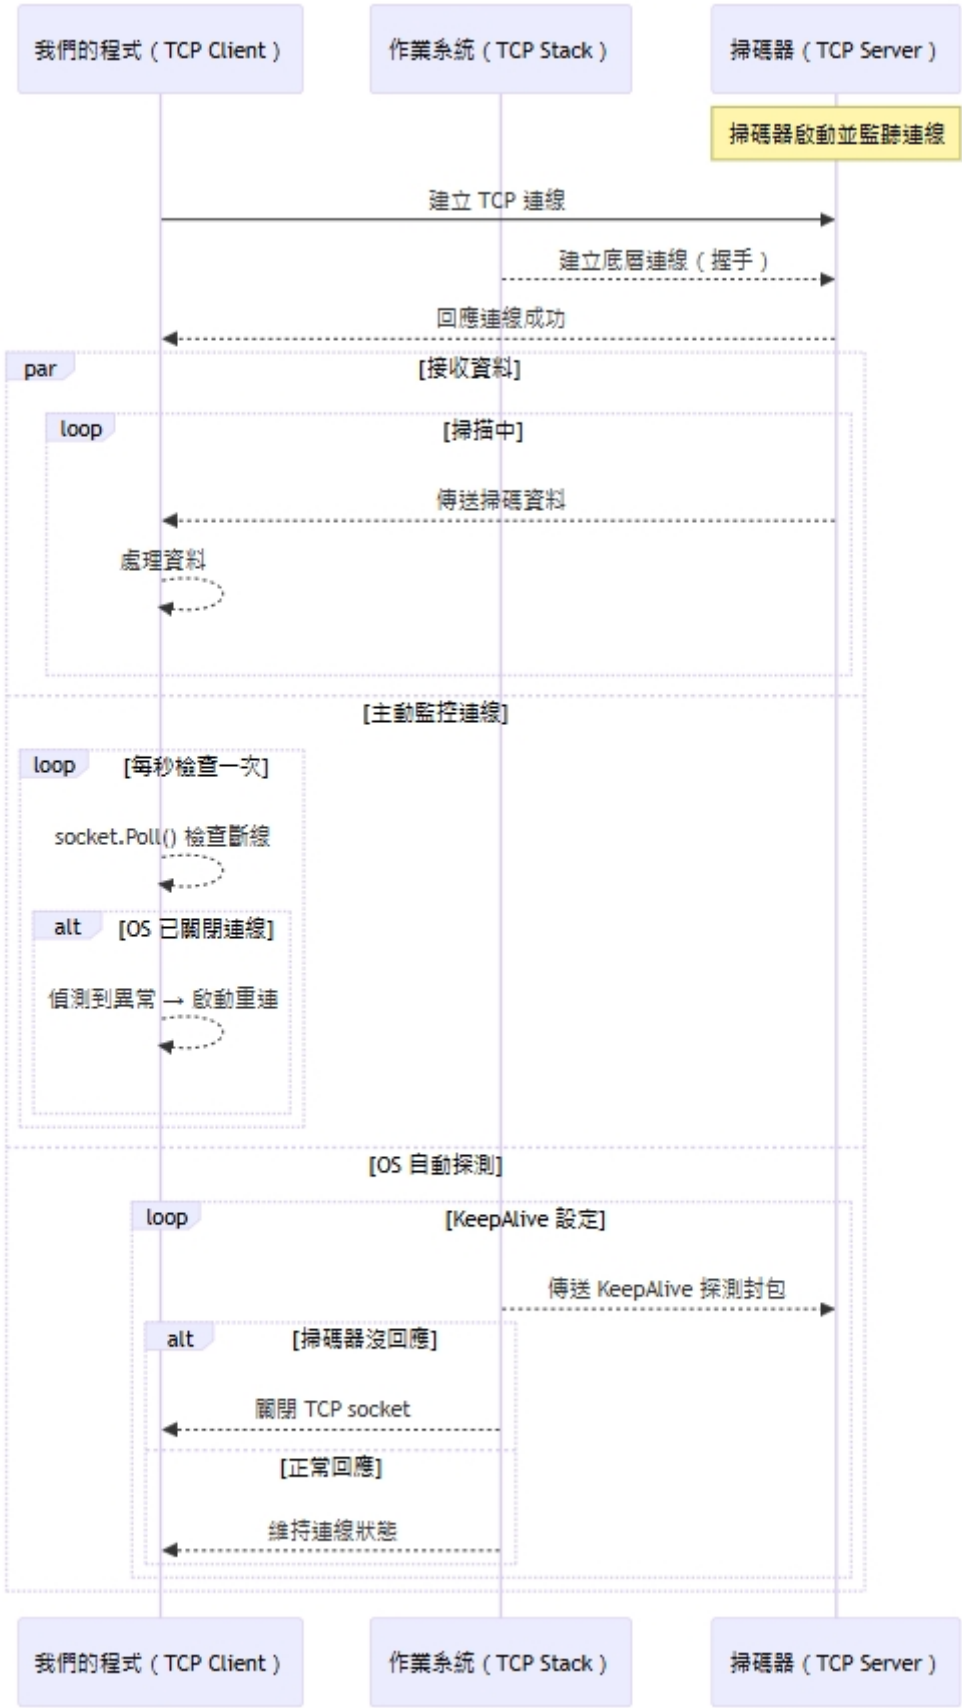 我們的程式（TCP Client）
作業系統（TCP Stack）
掃碼器（TCP Server）
掃碼器啟動並監聽連線
建立 TCP 連線
建立底層連線（握手）
回應連線成功
par
[接收資料]
loop
[掃描中]
傳送掃碼資料
處理資料
[主動監控連線]
loop
[每秒檢查一次]
socket.Poll() 檢查斷線
alt
[OS 已關閉連線]
偵測到異常 → 啟動重連
[OS 自動探測]
loop
[KeepAlive 設定]
傳送 KeepAlive 探測封包
alt
[掃碼器沒回應]
關閉 TCP socket
[正常回應]
維持連線狀態
我們的程式（TCP Client）
作業系統（TCP Stack）
掃碼器（TCP Server）